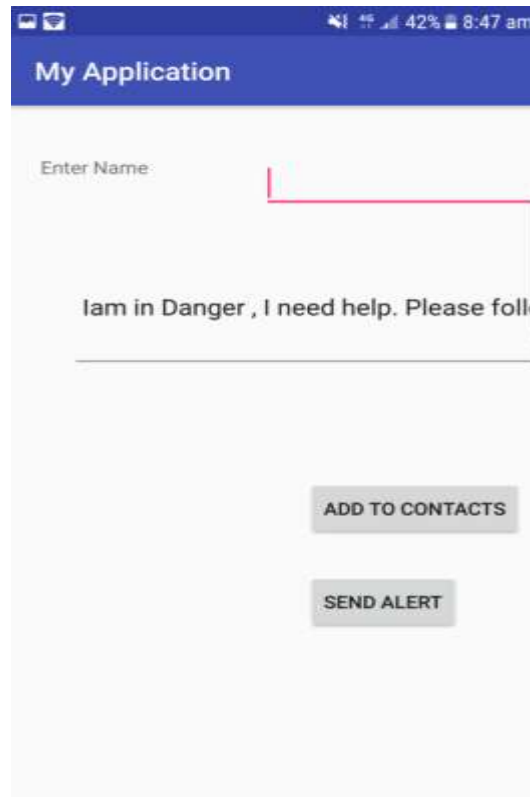 4G 42% 8:47 am
My Application
Enter Name
Iam in Danger , I need help. Please foll
ADD TO CONTACTS
SEND ALERT